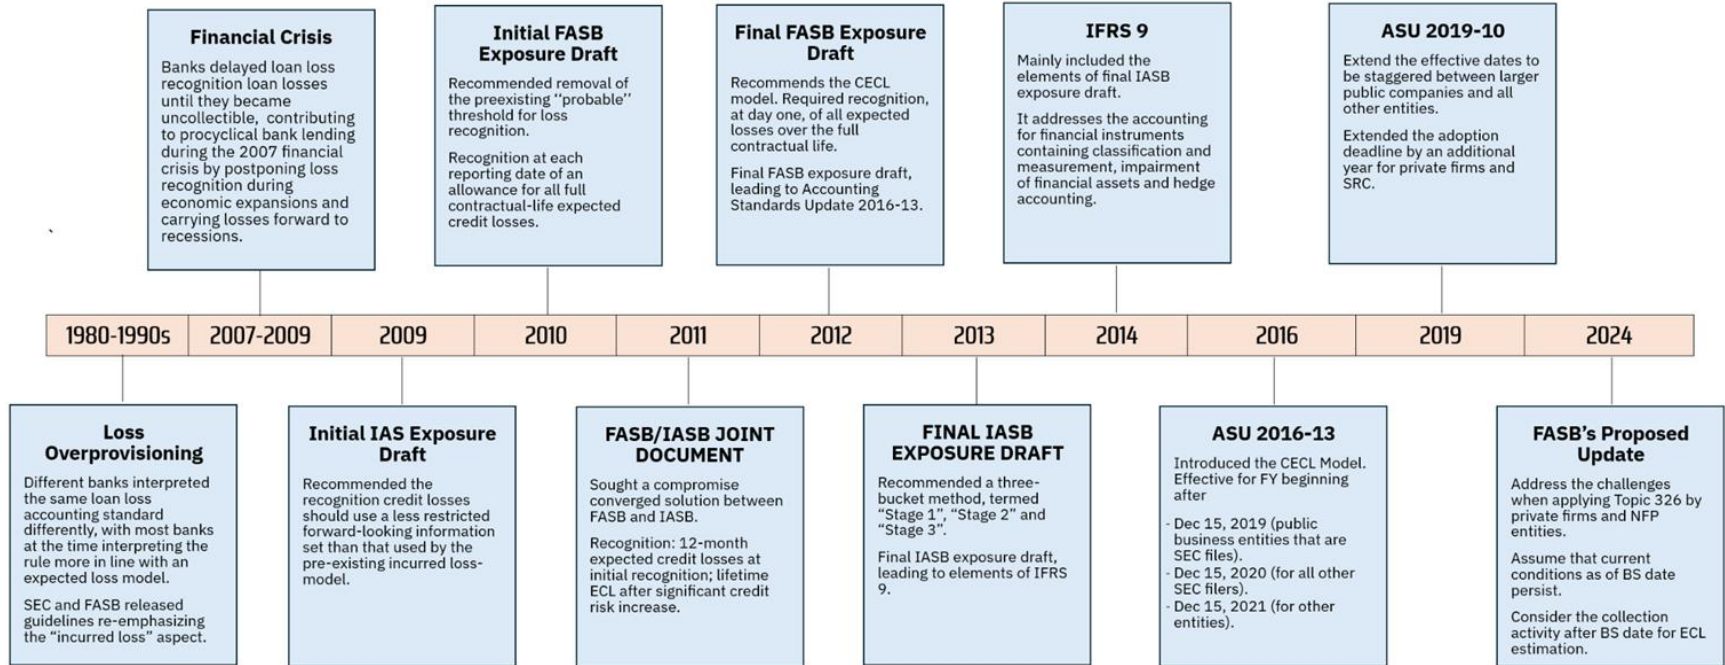 Financial Crisis
Banks delayed loan loss
recognition loan losses
until they became
uncollectible, contributing
to procyclical bank lending
during the 2007 financial
crisis by postponing loss
recognition during
economic expansions and
carrying losses forward to
recessions.
Initial FASB
Exposure Draft
Recommended removal of
the preexisting ‘‘probable’’
threshold for loss
recognition.
Recognition at each
reporting date of an
allowance for all full
contractual-life expected
credit losses.
Final FASB Exposure
Draft
Recommends the CECL
model. Required recognition,
at day one, of all expected
losses over the full
contractual life.
Final FASB exposure draft,
leading to Accounting
Standards Update 2016-13.
IFRS 9
Mainly included the
elements of final IASB
exposure draft.
It addresses the accounting
for financial instruments
containing classification and
measurement, impairment
of financial assets and hedge
accounting.
ASU 2019-10
Extend the effective dates to
be staggered between larger
public companies and all
other entities.
Extended the adoption
deadline by an additional
year for private firms and
SRC.
1980-1990s 2007-2009 2009 2010 2011 2012 2013 2014 2016 2019 2024
Loss
Overprovisioning
Different banks interpreted
the same loan loss
accounting standard
differently, with most banks
at the time interpreting the
rule more in line with an
expected loss model.
SEC and FASB released
guidelines re-emphasizing
the “incurred loss” aspect.
Initial IAS Exposure
Draft
Recommended the
recognition credit losses
should use a less restricted
forward-looking information
set than that used by the
pre-existing incurred loss-
model.
FASB/IASB JOINT
DOCUMENT
Sought a compromise
converged solution between
FASB and IASB.
Recognition: 12-month
expected credit losses at
initial recognition; lifetime
ECL after significant credit
risk increase.
FINAL IASB
EXPOSURE DRAFT
Recommended a three-
bucket method, termed
“Stage 1”, “Stage 2” and
“Stage 3”.
Final IASB exposure draft,
leading to elements of IFRS
9.
ASU 2016-13
Introduced the CECL Model.
Effective for FY beginning
after
- Dec 15, 2019 (public
business entities that are
SEC files).
- Dec 15, 2020 (for all other
SEC filers).
- Dec 15, 2021 (for other
entities).
FASB’s Proposed
Update
Address the challenges
when applying Topic 326 by
private firms and NFP
entities.
Assume that current
conditions as of BS date
persist.
Consider the collection
activity after BS date for ECL
estimation.